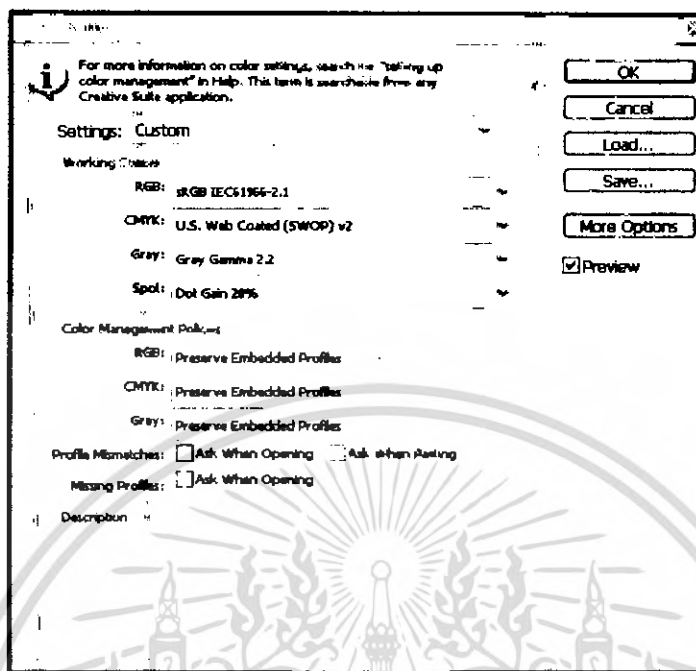 For more information on color settings, search for "setting up
color management" in Help. This term is searchable from any
Creative Suite application.
Settings: Custom
Working
RGB: sRGB IEC61966-2.1
CMYK: U.S. Web Coated (SWOP) v2
Gray: Gray Gamma 2.2
Spot: Dot Gain 20%
Color Management Policies
RGB: Preserve Embedded Profiles
CMYK: Preserve Embedded Profiles
Gray: Preserve Embedded Profiles
Profile Mismatches: Ask When Opening Ask When Pasting
Missing Profiles: Ask When Opening
Description
OK
Cancel
Load...
Save...
More Options
Preview